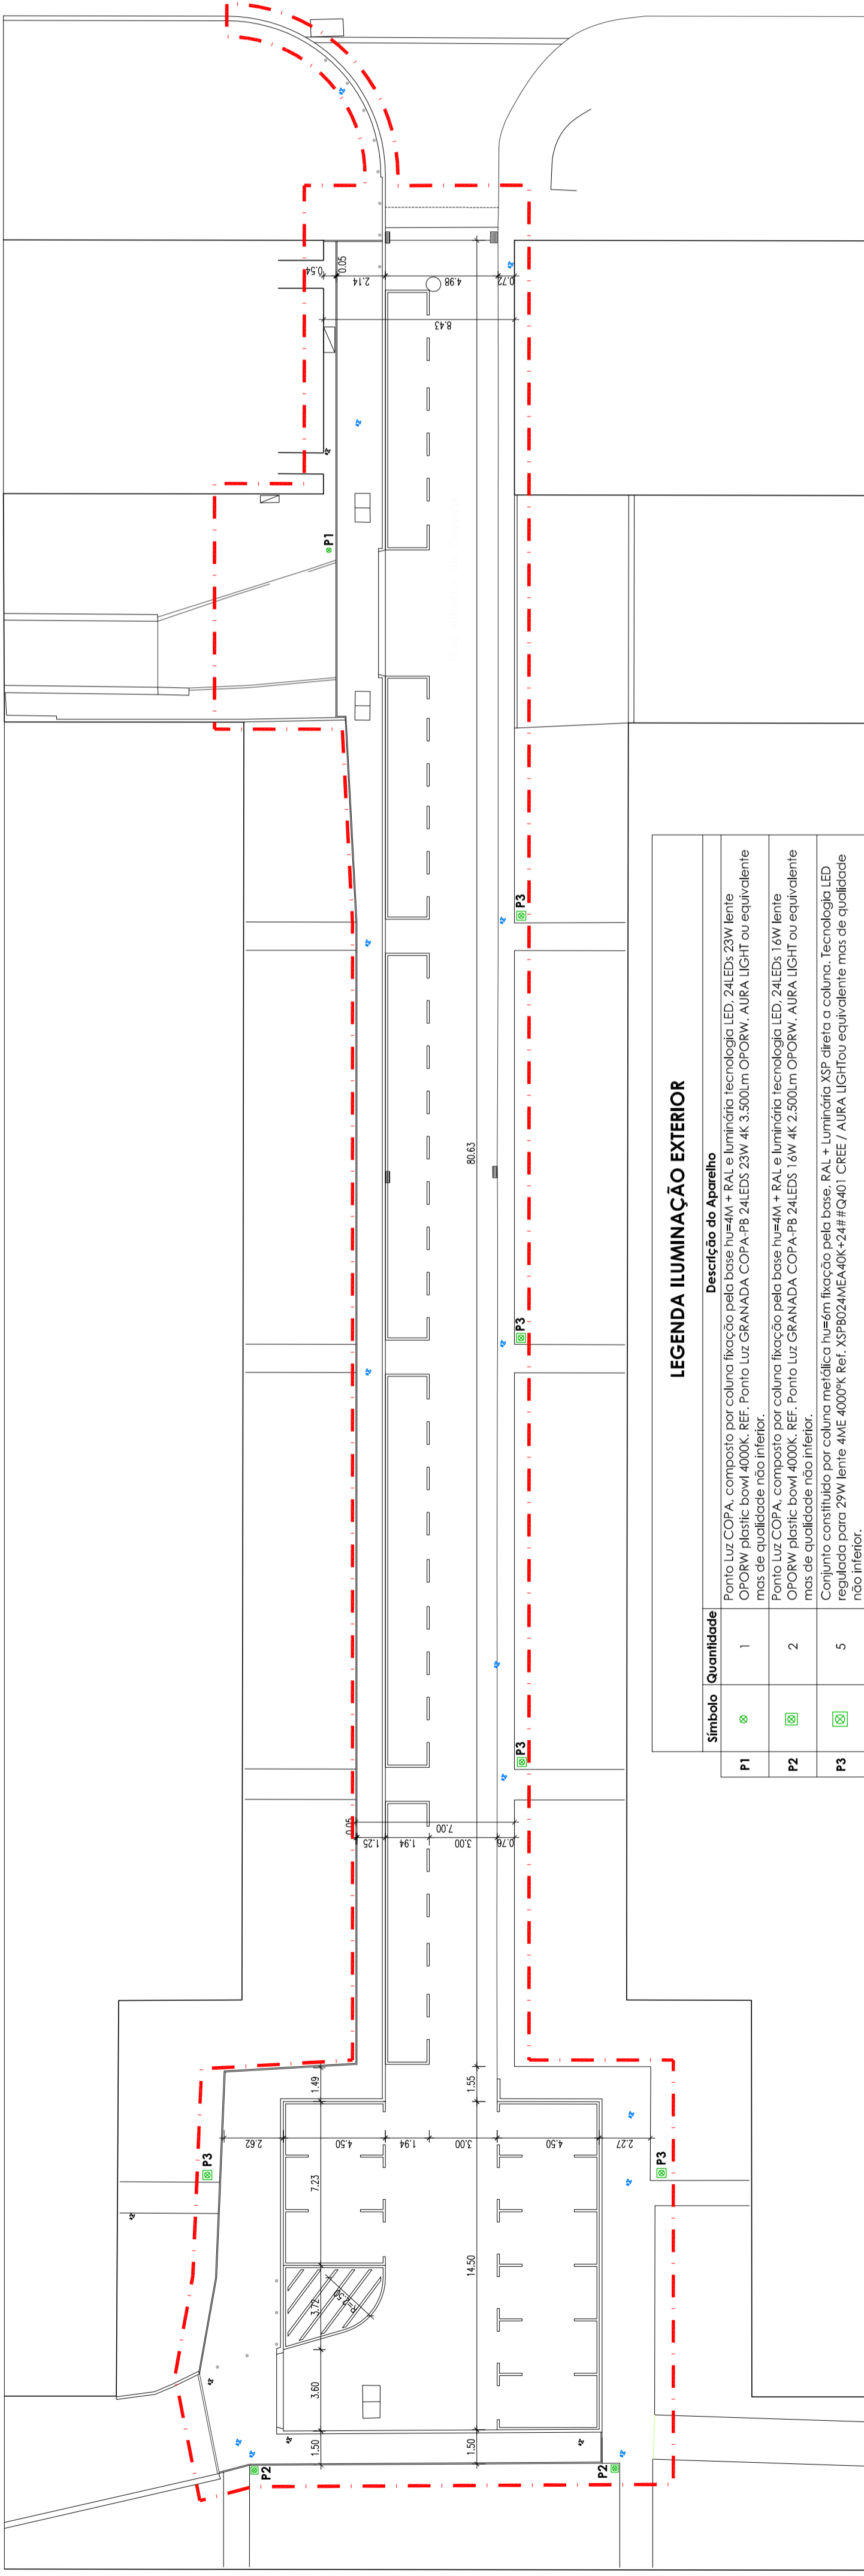 LEGENDA ILUMINAÇÃO EXTERIOR
Símbolo Quantidade Descrição do Aparelho
P1 1 Ponto Luz COPA, composto por coluna fixação pela base hu=4M + RAL e luminária tecnologia LED, 24LEDs 23W lente
OPORW plastic bowl 4000K. REF. Ponto Luz GRANADA COPA-PB 24LEDS 23W 4K 3.500Lm OPORW. AURA LIGHT ou equivalente
mas de qualidade não inferior.
P2 2 Ponto Luz COPA, composto por coluna fixação pela base hu=4M + RAL e luminária tecnologia LED, 24LEDs 16W lente
OPORW plastic bowl 4000K. REF. Ponto Luz GRANADA COPA-PB 24LEDS 16W 4K 2.500Lm OPORW. AURA LIGHT ou equivalente
mas de qualidade não inferior.
P3 5 Conjunto constituído por coluna metálica hu=6m fixação pela base. RAL + Luminária XSP direta a coluna. Tecnologia LED
regulada para 29W lente 4ME 4000ºK Ref. XSPB024MEA40K+24##Q401 CREE / AURA LIGHTou equivalente mas de qualidade
não inferior.
P2
P3
P1
P2
P3
P3
P3
P3
1.50
3.60
3.72
7.23
1.49
1.50
14.50
1.55
80.63
2.62
4.50
1.94
3.00
4.50
2.27
0.05
1.25
1.94
3.00
0.76
7.00
0.54
0.05
2.14
4.98
0.72
8.43